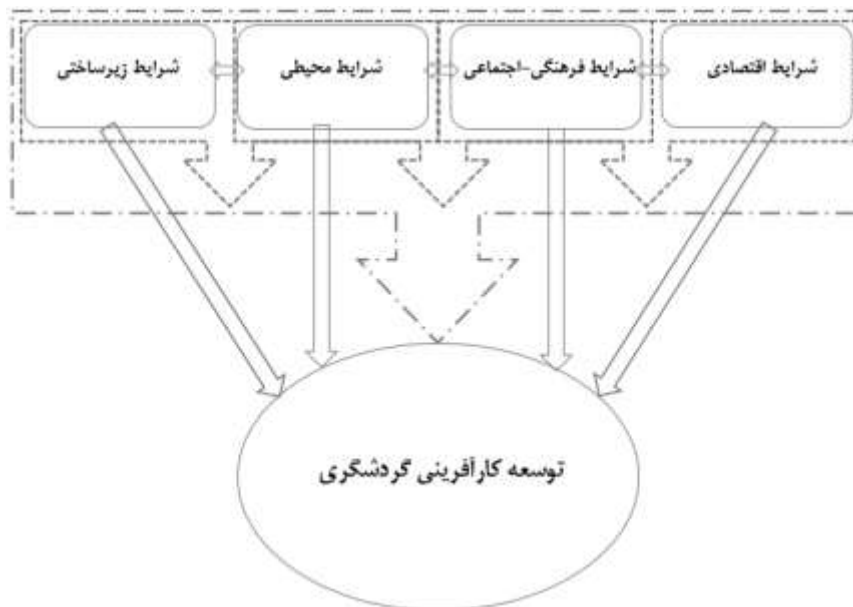 شرایط اقتصادی
شرایط فرهنگی-اجتماعی
شرایط محیطی
شرایط زیرساختی
توسعه کارآفرینی گردشگری